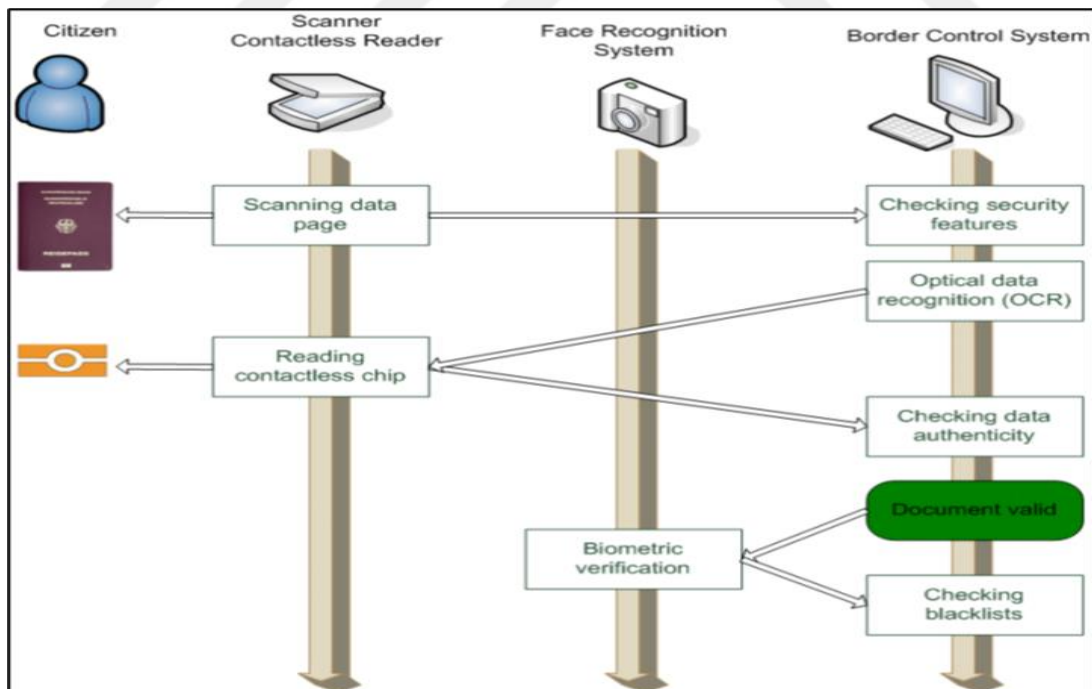 Citizen
Scanner
Contactless Reader
Face Recognition
System
Border Control System
Scanning data
page
Checking security
features
REISEPASS
Optical data
recognition (OCR)
Reading
contactless chip
Checking data
authenticity
Document valid
Biometric
verification
Checking
blacklists